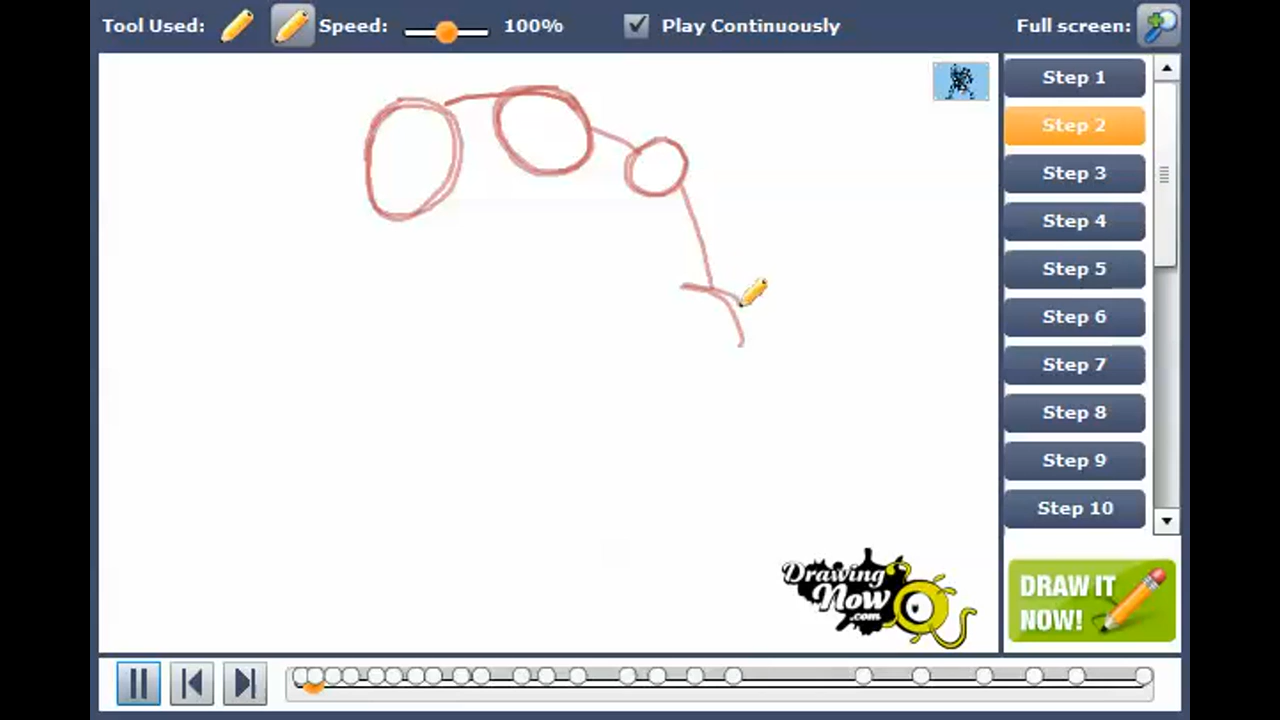 Tool Used: Speed: 100% Play Continuously Full screen:
Step 1
Step 2
Step 3
Step 4
Step 5
Step 6
Step 7
Step 8
Step 9
Step 10
Drawing
Now
.com
DRAW IT
NOW!